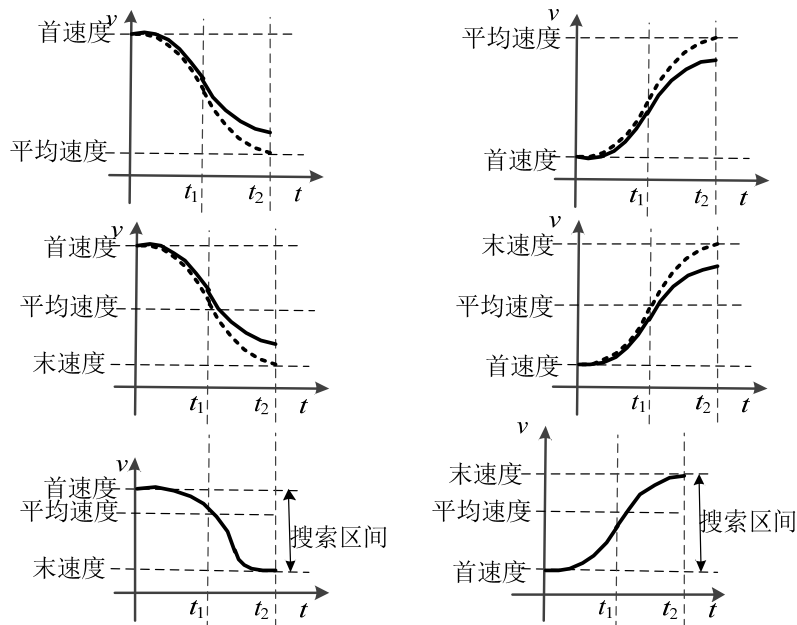 v
首速度
平均速度
t1 t2 t
v
平均速度
首速度
t1 t2 t
v
首速度
平均速度
末速度
t1 t2 t
v
末速度
平均速度
首速度
t1 t2 t
v
首速度
平均速度
搜索区间
末速度
t1 t2 t
v
末速度
平均速度
搜索区间
首速度
t1 t2 t